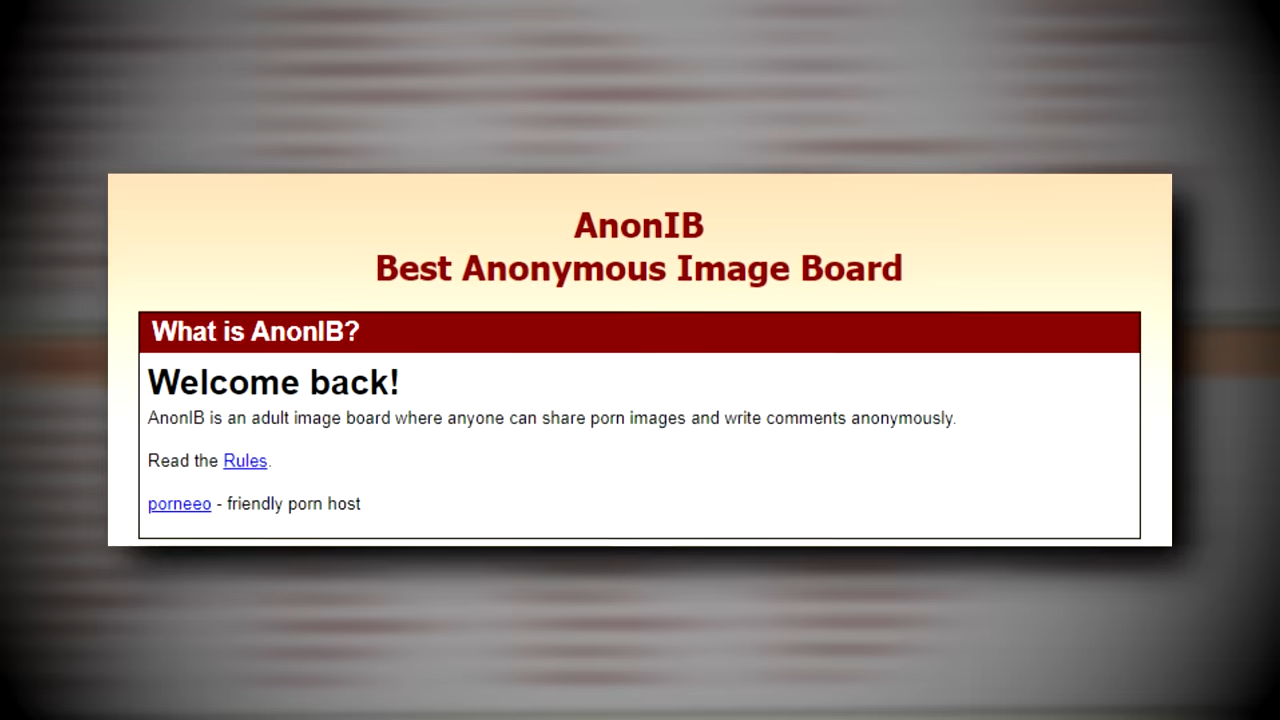 AnonIB
Best Anonymous Image Board
What is AnonIB?
Welcome back!
AnonIB is an adult image board where anyone can share porn images and write comments anonymously.
Read the Rules.
porneeo - friendly porn host